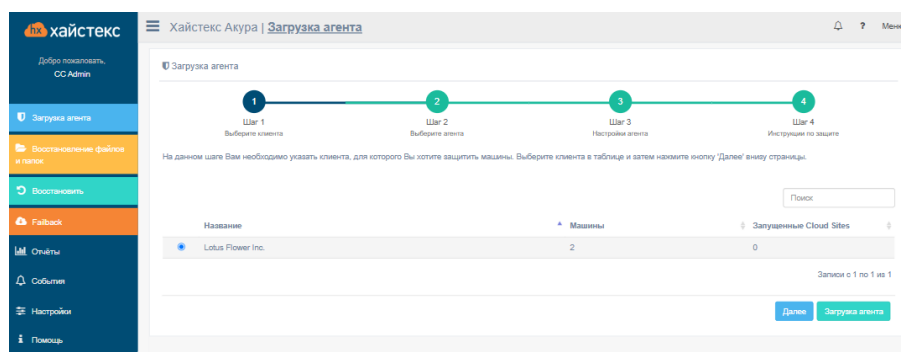 hx хайстекс
Хайстекс Акура | Загрузка агента
?
Добро пожаловать,
CC Admin
Загрузка агента
Восстановление файлов
и папок
Восстановить
Failback
Отчёты
События
Настройки
Помощь
Загрузка агента
1
2
3
4
Шаг 1
Шаг 2
Шаг 3
Шаг 4
Выберите клиента
Выберите агента
Настройки агента
Инструкции по защите
На данном шаге Вам необходимо указать клиента, для которого Вы хотите защитить машины. Выберите клиента в таблице и затем нажмите кнопку 'Далее' внизу страницы.
Поиск
Название Машины Запущенные Cloud Sites
Lotus Flower Inc. 2 0
Записи с 1 по 1 из 1
Далее Загрузка агента